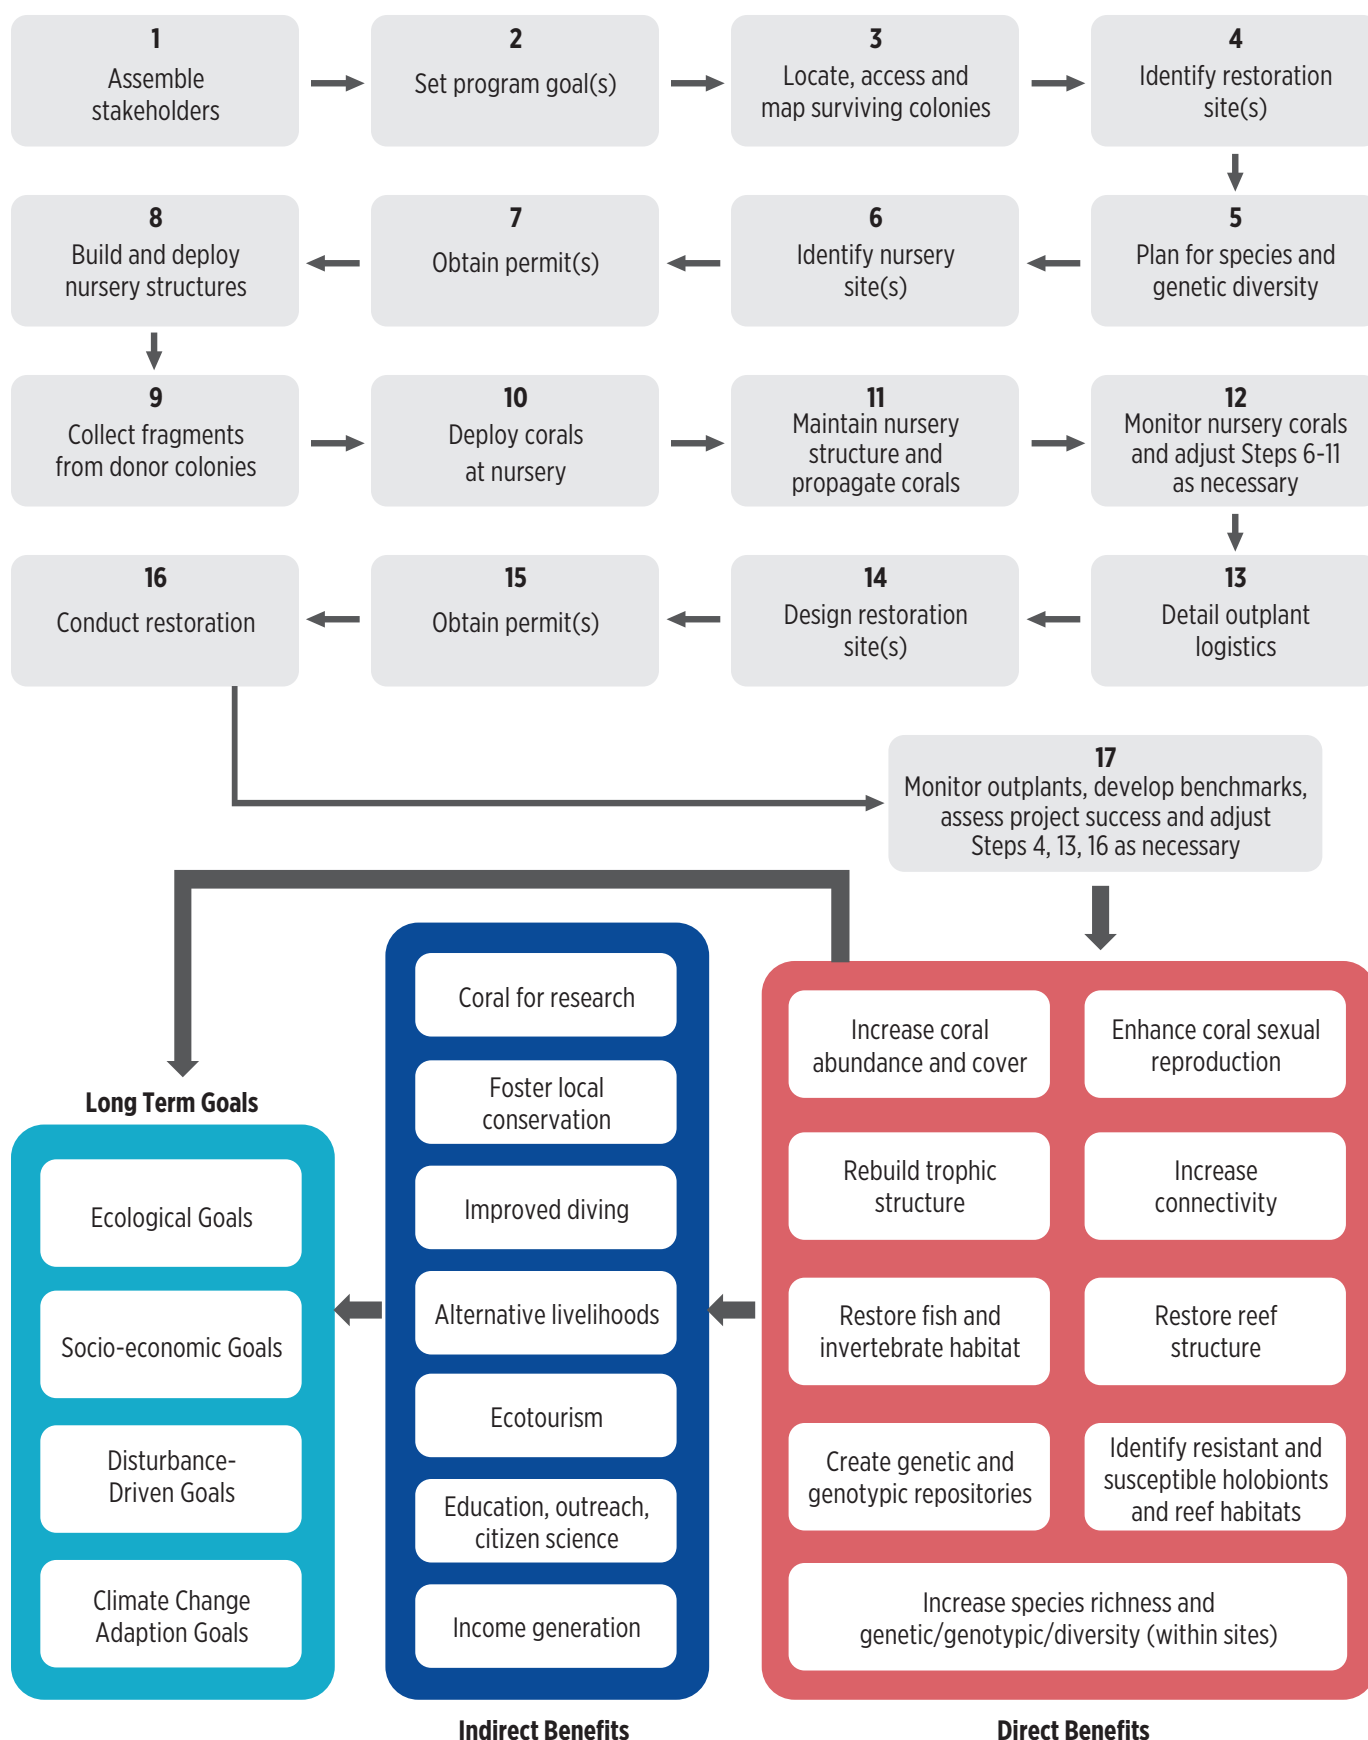 1
Assemble
stakeholders
2
Set program goal(s)
3
Locate, access and
map surviving colonies
4
Identify restoration
site(s)
5
Plan for species and
genetic diversity
6
Identify nursery
site(s)
7
Obtain permit(s)
8
Build and deploy
nursery structures
9
Collect fragments
from donor colonies
10
Deploy corals
at nursery
11
Maintain nursery
structure and
propagate corals
12
Monitor nursery corals
and adjust Steps 6-11
as necessary
13
Detail outplant
logistics
14
Design restoration
site(s)
15
Obtain permit(s)
16
Conduct restoration
17
Monitor outplants, develop benchmarks,
assess project success and adjust
Steps 4, 13, 16 as necessary
Increase coral
abundance and cover
Enhance coral sexual
reproduction
Rebuild trophic
structure
Increase
connectivity
Restore fish and
invertebrate habitat
Restore reef
structure
Create genetic and
genotypic repositories
Identify resistant and
susceptible holobionts
and reef habitats
Increase species richness and
genetic/genotypic/diversity (within sites)
Direct Benefits
Coral for research
Foster local
conservation
Improved diving
Alternative livelihoods
Ecotourism
Education, outreach,
citizen science
Income generation
Indirect Benefits
Long Term Goals
Ecological Goals
Socio-economic Goals
Disturbance-
Driven Goals
Climate Change
Adaption Goals